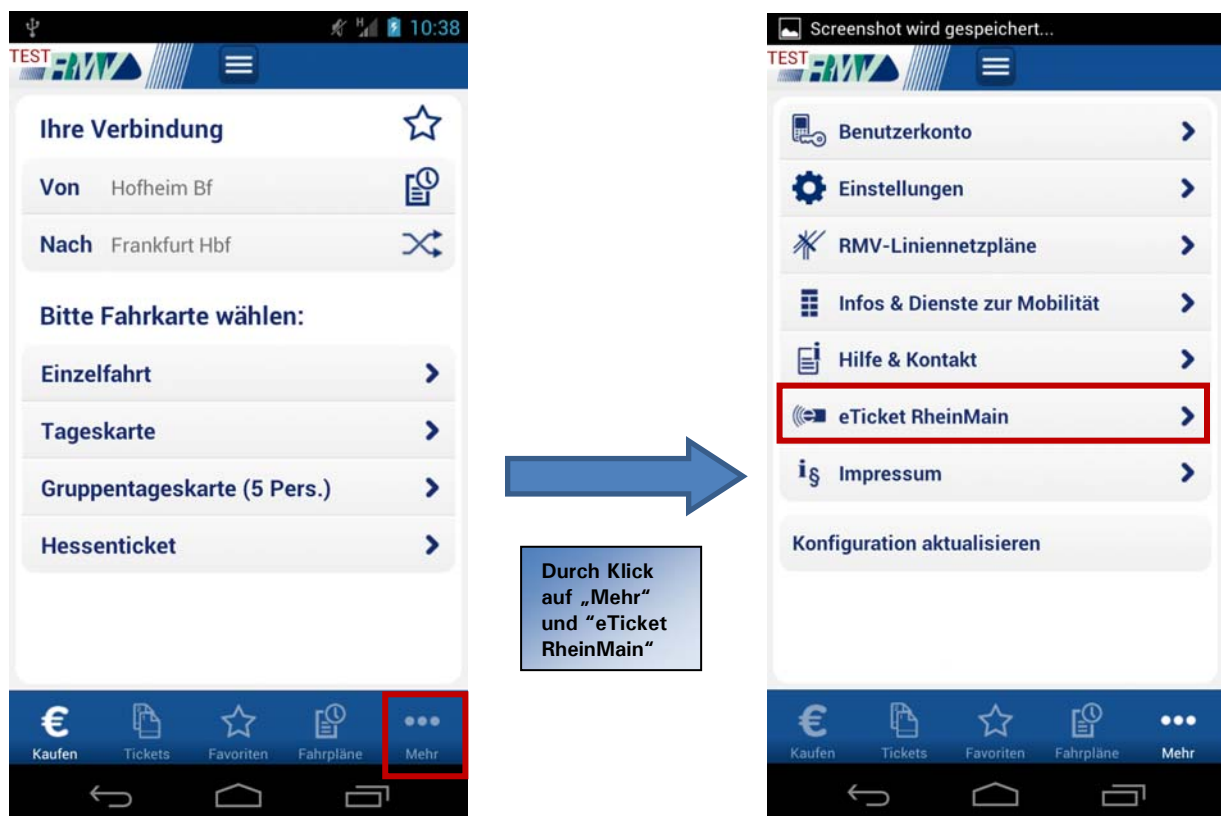 H
10:38
TEST RMV
Ihre Verbindung
Von Hofheim Bf
Nach Frankfurt Hbf
Bitte Fahrkarte wählen:
Einzelfahrt
Tageskarte
Gruppentageskarte (5 Pers.)
Hessenticket
€
Kaufen Tickets Favoriten Fahrpläne Mehr
Durch Klick
auf „Mehr“
und “eTicket
RheinMain“
Screenshot wird gespeichert...
TEST RMV
Benutzerkonto
Einstellungen
RMV-Liniennetzpläne
Infos & Dienste zur Mobilität
Hilfe & Kontakt
eTicket RheinMain
i§ Impressum
Konfiguration aktualisieren
€
Kaufen Tickets Favoriten Fahrpläne Mehr